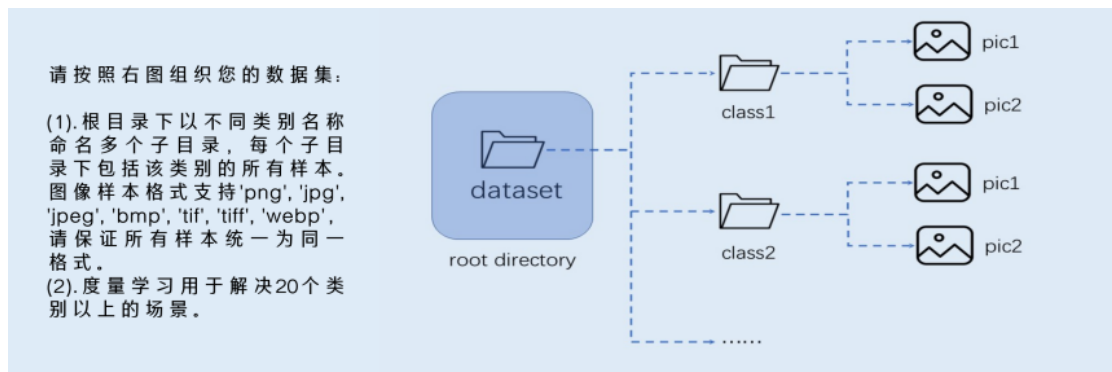 请按照右图组织您的数据集:
(1).根目录下以不同类别名称
命名多个子目录，每个子目
录下包括该类别的所有样本。
图像样本格式支持'png', 'jpg',
'jpeg', 'bmp', 'tif', 'tiff', 'webp',
请保证所有样本统一为同一
格式。
(2).度量学习用于解决20个类
别以上的场景。
dataset
root directory
class1
pic1
pic2
class2
pic1
pic2
……